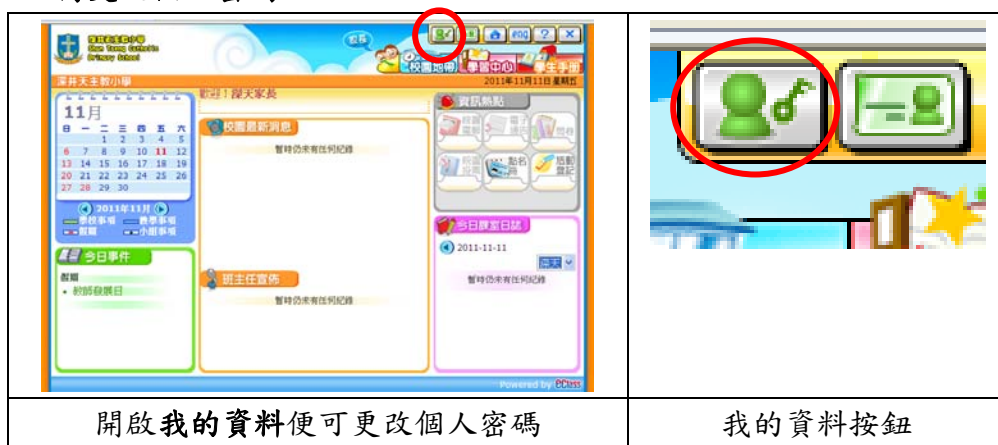 Sham Tseng Catholic
Primary School
校園
eng ? ×
校園地帶 學習中心 學生手冊
深井天主教小學
2011年11月11日 星期五
歡迎！深天家長
11月
日 一 二 三 四 五 六
1 2 3 4 5
6 7 8 9 10 11 12
13 14 15 16 17 18 19
20 21 22 23 24 25 26
27 28 29 30
2011年11月
學校事項 教學事項
假期 小組事項
今日事件
假期
• 教師發展日
校園最新消息
暫時仍未有任何紀錄
班主任宣佈
暫時仍未有任何紀錄
資訊熱點
點名
活動登記
今日課室日誌
2011-11-11
暫時仍未有任何紀錄
Powered by eClass
開啟我的資料便可更改個人密碼
我的資料按鈕